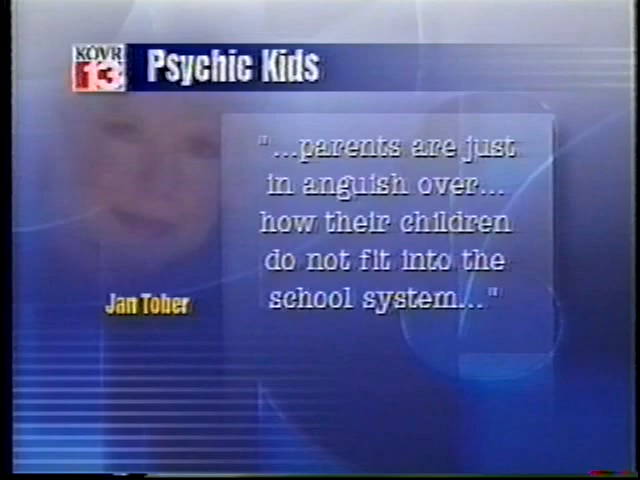 KOVR
13
Psychic Kids
"...parents are just
in anguish over...
how their children
do not fit into the
school system..."
Jan Tober